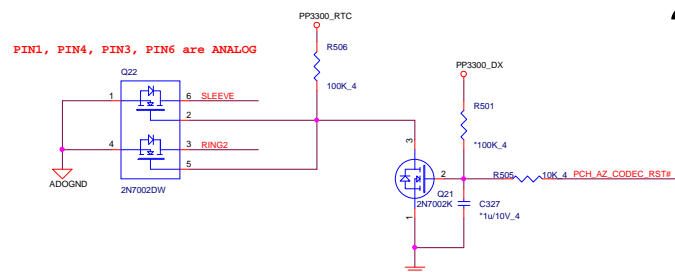 PP3300_RTC
PIN1, PIN4, PIN3, PIN6 are ANALOG
R506
Q22
PP3300_DX
100K_4
1
6
SLEEVE
2
R501
*100K_4
4
3
RING2
3
5
2
R505
10K_4
PCH_AZ_CODEC_RST#
ADOGND
2N7002DW
Q21
2N7002K
C327
1
*1u/10V_4